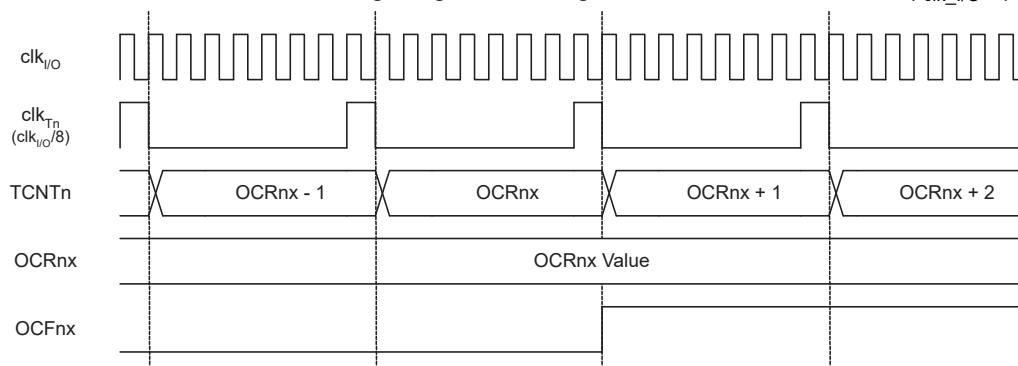 clkI/O
clkTn
(clkI/O/8)
TCNTn OCRnx - 1 OCRnx OCRnx + 1 OCRnx + 2
OCRnx OCRnx Value
OCFnx